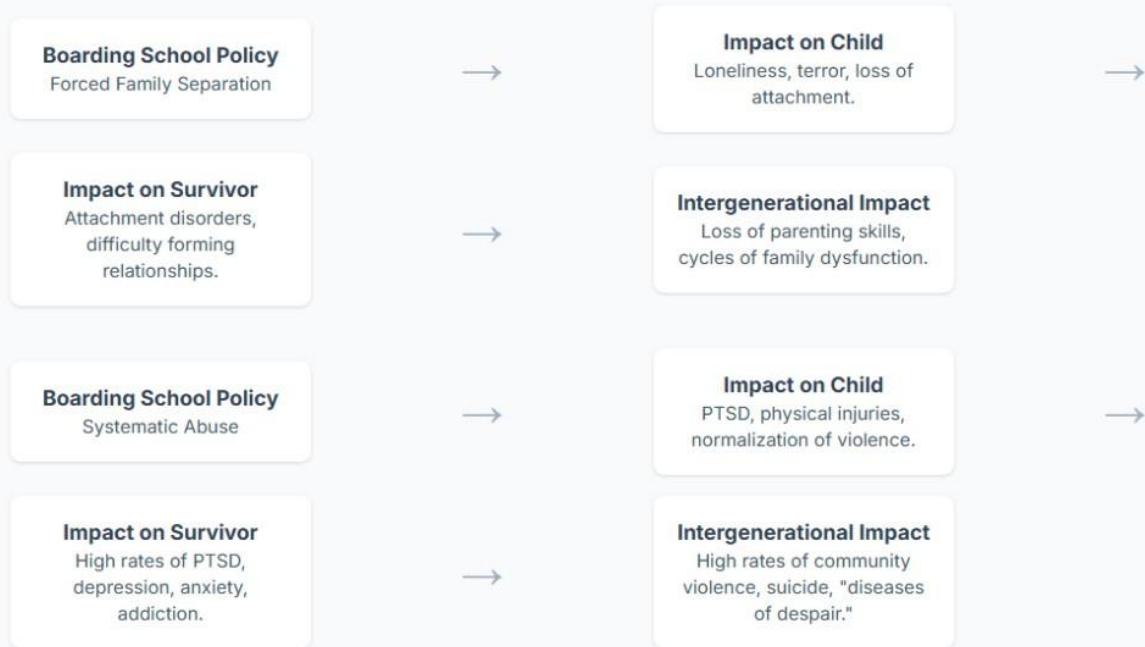 Boarding School Policy
Forced Family Separation
→
Impact on Child
Loneliness, terror, loss of
attachment.
→
Impact on Survivor
Attachment disorders,
difficulty forming
relationships.
→
Intergenerational Impact
Loss of parenting skills,
cycles of family dysfunction.
Boarding School Policy
Systematic Abuse
→
Impact on Child
PTSD, physical injuries,
normalization of violence.
→
Impact on Survivor
High rates of PTSD,
depression, anxiety,
addiction.
→
Intergenerational Impact
High rates of community
violence, suicide, "diseases
of despair."